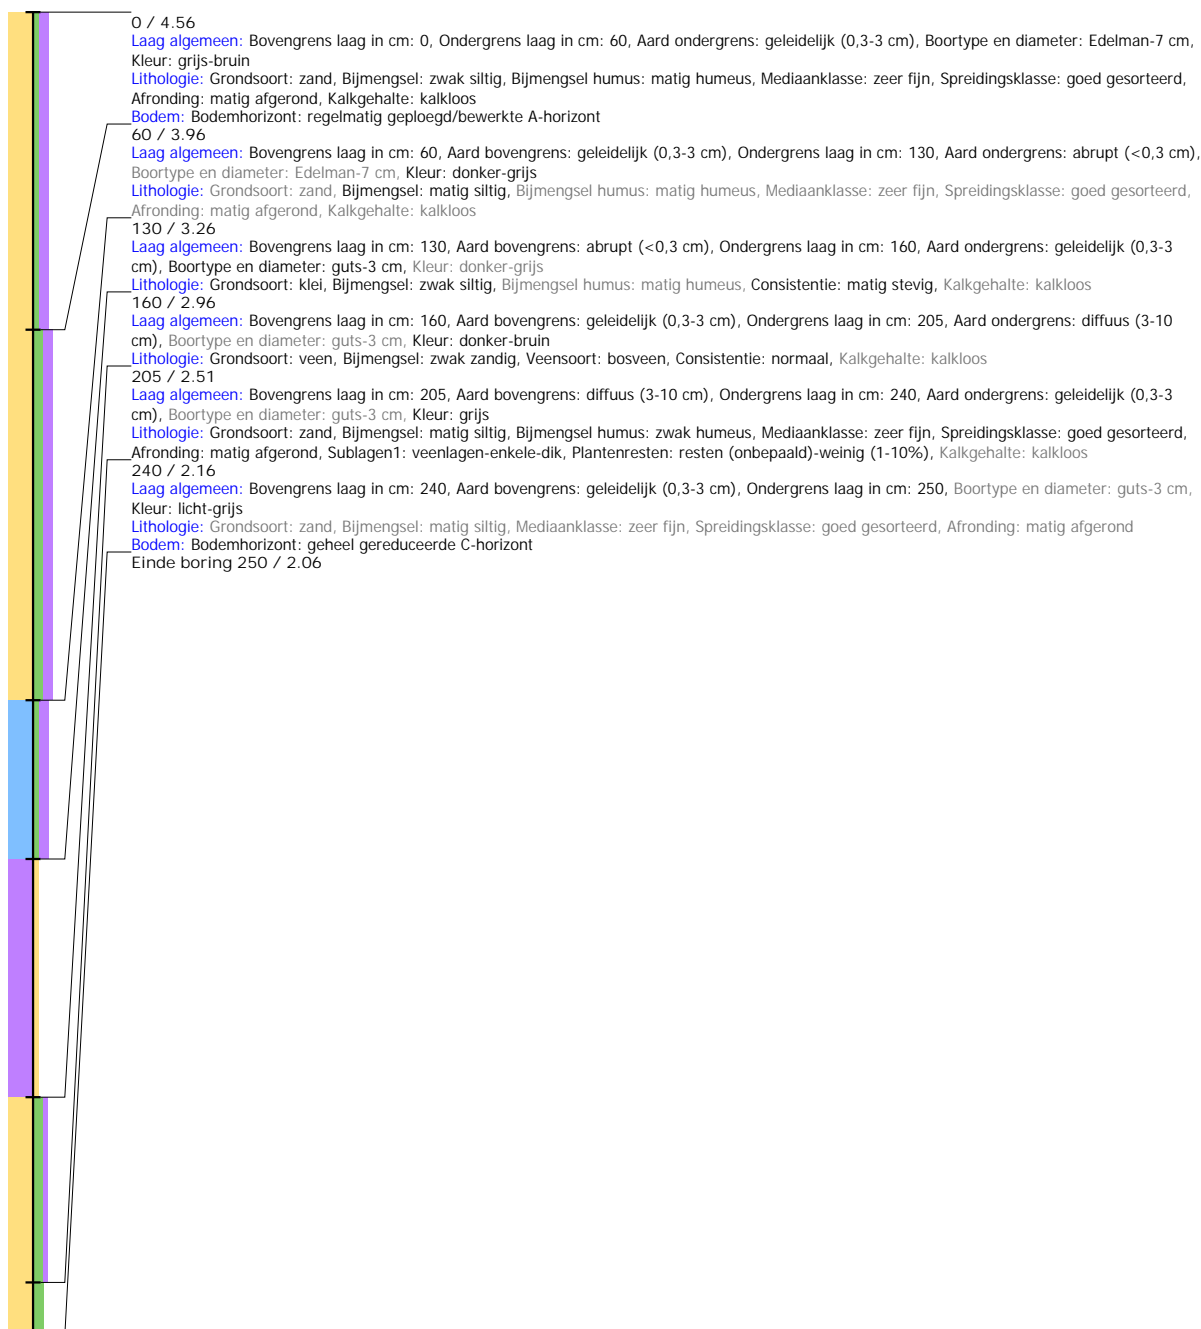 0 / 4.56
Laag algemeen: Bovengrens laag in cm: 0, Ondergrens laag in cm: 60, Aard ondergrens: geleidelijk (0,3-3 cm), Boortype en diameter: Edelman-7 cm,
Kleur: grijs-bruin
Lithologie: Grondsoort: zand, Bijmengsel: zwak siltig, Bijmengsel humus: matig humeus, Mediaanklasse: zeer fijn, Spreidingsklasse: goed gesorteerd,
Afronding: matig afgerond, Kalkgehalte: kalkloos
Bodem: Bodemhorizont: regelmatig geploegd/bewerkte A-horizont
60 / 3.96
Laag algemeen: Bovengrens laag in cm: 60, Aard bovengrens: geleidelijk (0,3-3 cm), Ondergrens laag in cm: 130, Aard ondergrens: abrupt (<0,3 cm),
Boortype en diameter: Edelman-7 cm, Kleur: donker-grijs
Lithologie: Grondsoort: zand, Bijmengsel: matig siltig, Bijmengsel humus: matig humeus, Mediaanklasse: zeer fijn, Spreidingsklasse: goed gesorteerd,
Afronding: matig afgerond, Kalkgehalte: kalkloos
130 / 3.26
Laag algemeen: Bovengrens laag in cm: 130, Aard bovengrens: abrupt (<0,3 cm), Ondergrens laag in cm: 160, Aard ondergrens: geleidelijk (0,3-3
cm), Boortype en diameter: guts-3 cm, Kleur: donker-grijs
Lithologie: Grondsoort: klei, Bijmengsel: zwak siltig, Bijmengsel humus: matig humeus, Consistentie: matig stevig, Kalkgehalte: kalkloos
160 / 2.96
Laag algemeen: Bovengrens laag in cm: 160, Aard bovengrens: geleidelijk (0,3-3 cm), Ondergrens laag in cm: 205, Aard ondergrens: diffuus (3-10
cm), Boortype en diameter: guts-3 cm, Kleur: donker-bruin
Lithologie: Grondsoort: veen, Bijmengsel: zwak zandig, Veensoort: bosveen, Consistentie: normaal, Kalkgehalte: kalkloos
205 / 2.51
Laag algemeen: Bovengrens laag in cm: 205, Aard bovengrens: diffuus (3-10 cm), Ondergrens laag in cm: 240, Aard ondergrens: geleidelijk (0,3-3
cm), Boortype en diameter: guts-3 cm, Kleur: grijs
Lithologie: Grondsoort: zand, Bijmengsel: matig siltig, Bijmengsel humus: zwak humeus, Mediaanklasse: zeer fijn, Spreidingsklasse: goed gesorteerd,
Afronding: matig afgerond, Sublagen1: veenlagen-enkele-dik, Plantenresten: resten (onbepaald)-weinig (1-10%), Kalkgehalte: kalkloos
240 / 2.16
Laag algemeen: Bovengrens laag in cm: 240, Aard bovengrens: geleidelijk (0,3-3 cm), Ondergrens laag in cm: 250, Boortype en diameter: guts-3 cm,
Kleur: licht-grijs
Lithologie: Grondsoort: zand, Bijmengsel: matig siltig, Mediaanklasse: zeer fijn, Spreidingsklasse: goed gesorteerd, Afronding: matig afgerond
Bodem: Bodemhorizont: geheel gereduceerde C-horizont
Einde boring 250 / 2.06